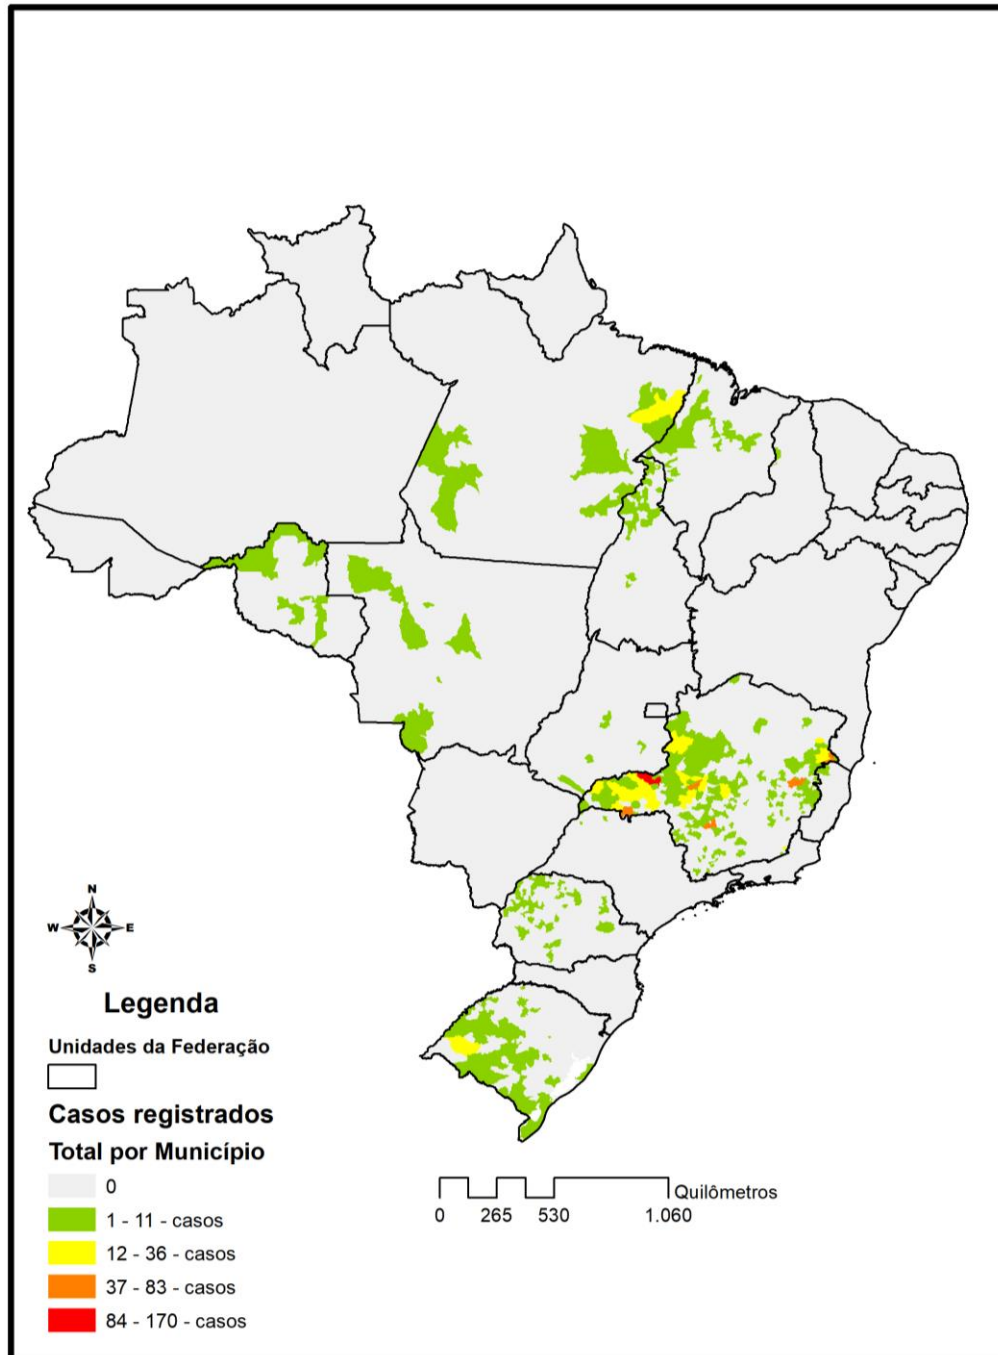 N
W E
S
Legenda
Unidades da Federação
Casos registrados
Total por Município
0
1 - 11 - casos
12 - 36 - casos
37 - 83 - casos
84 - 170 - casos
Quilômetros
0 265 530 1.060